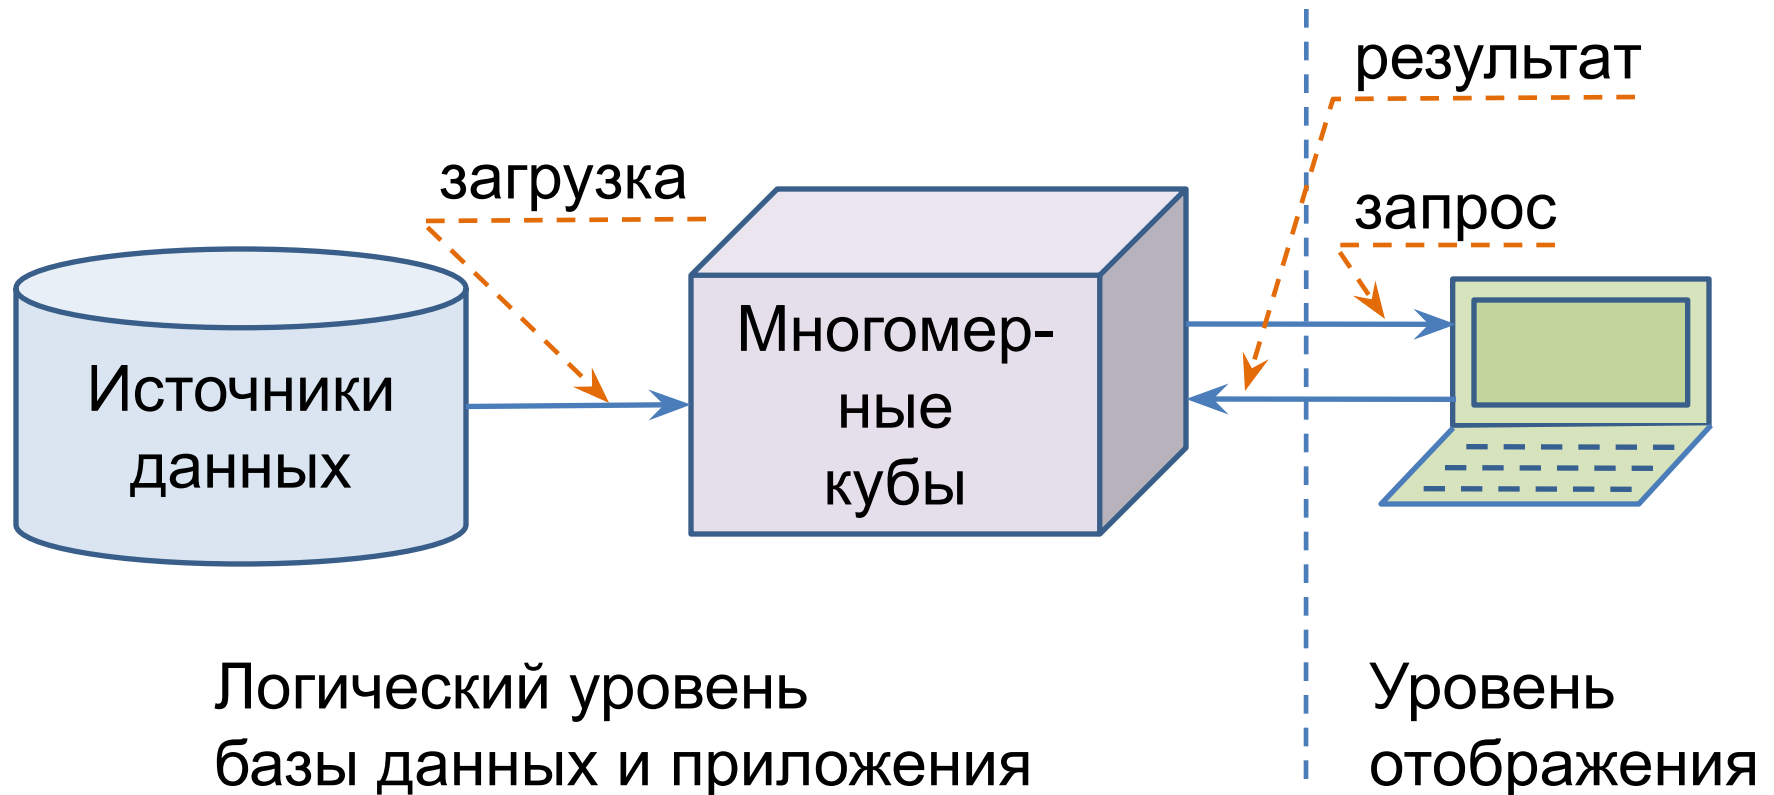 результат
загрузка
запрос
Источники
данных
Многомер-
ные
кубы
Логический уровень
базы данных и приложения
Уровень
отображения